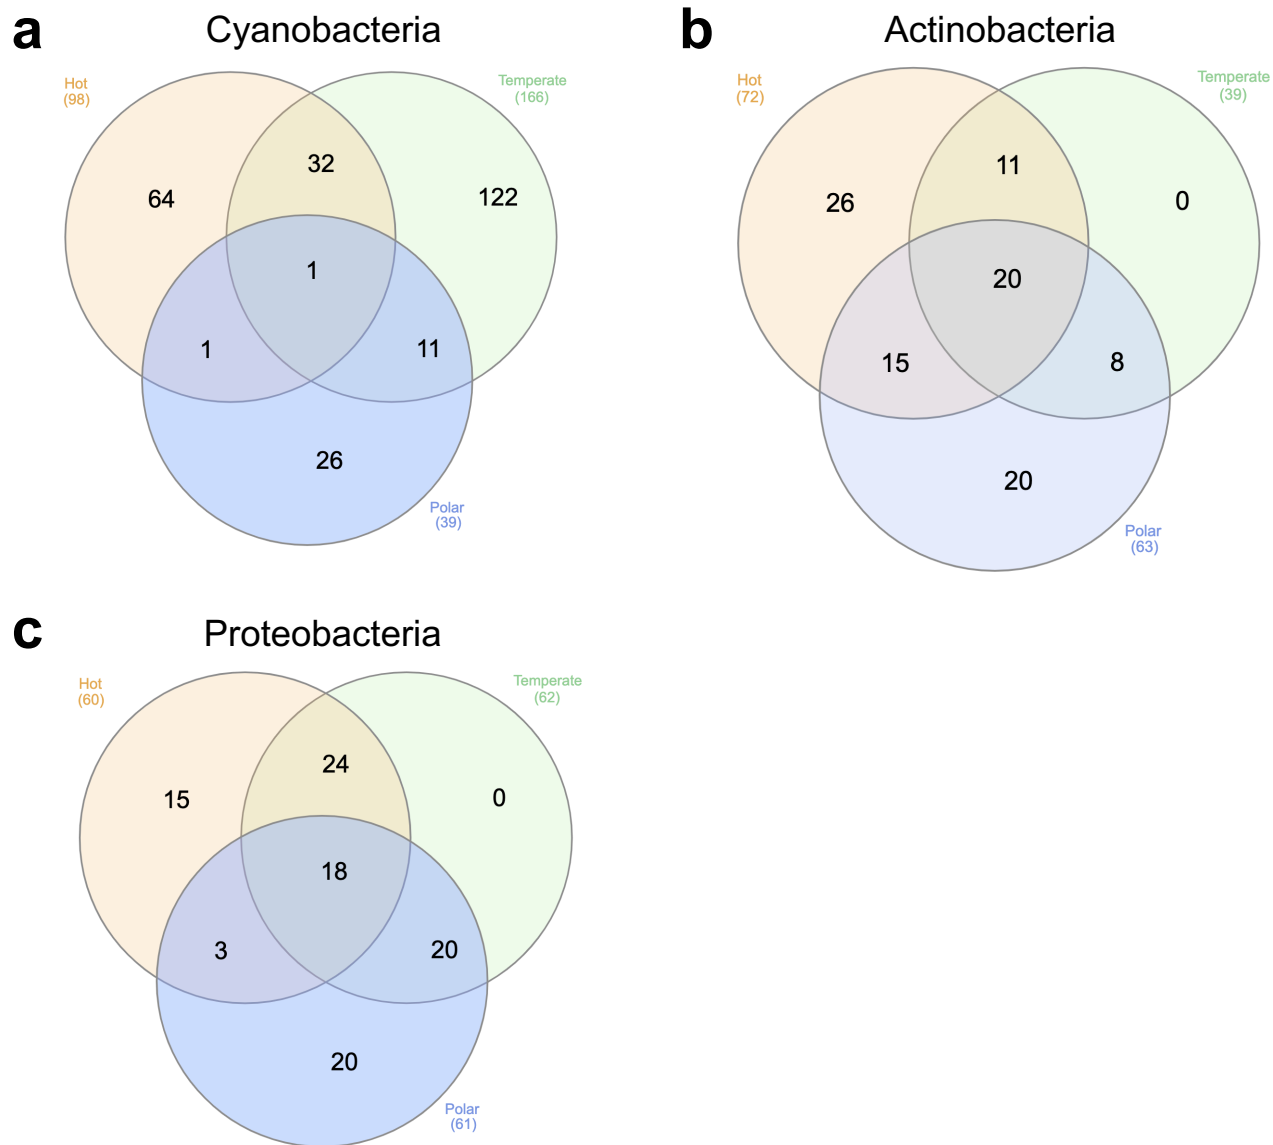 a
Cyanobacteria
Hot
(98)
Temperate
(166)
32
64
122
1
1
11
26
Polar
(39)
b
Actinobacteria
Hot
(72)
Temperate
(39)
11
26
0
20
15
8
20
Polar
(63)
c
Proteobacteria
Hot
(60)
Temperate
(62)
24
15
0
18
3
20
20
Polar
(61)